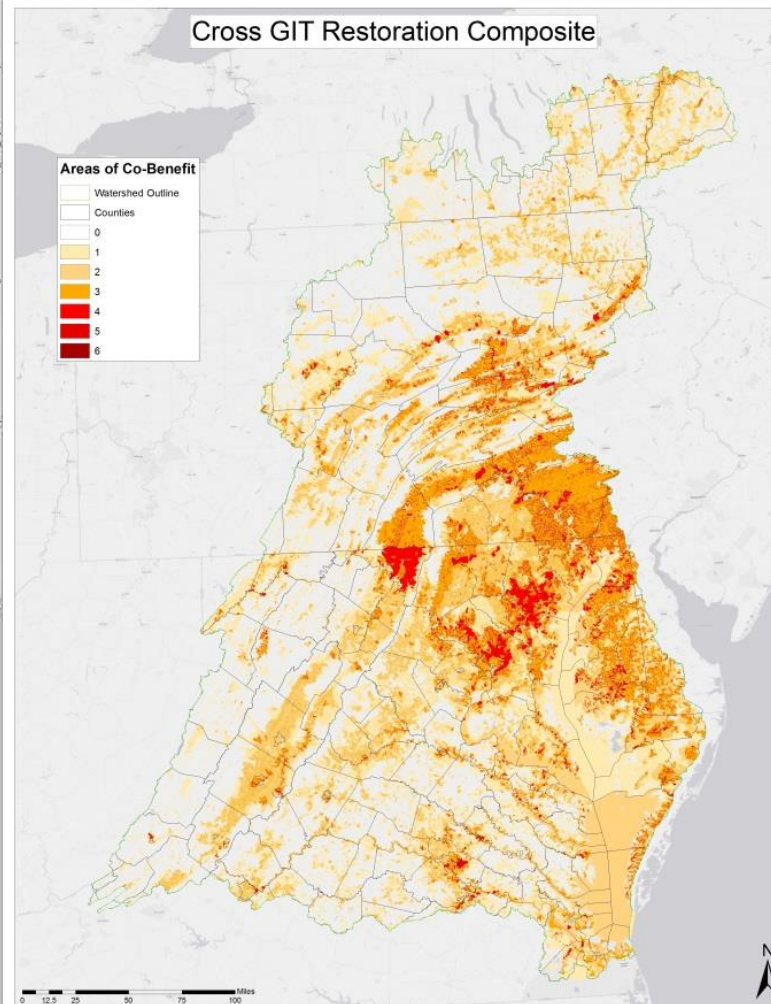 Cross GIT Restoration Composite
Areas of Co-Benefit
Watershed Outline
Counties
0
1
2
3
4
5
6
0 12.5 25 50 75 100 Miles
N